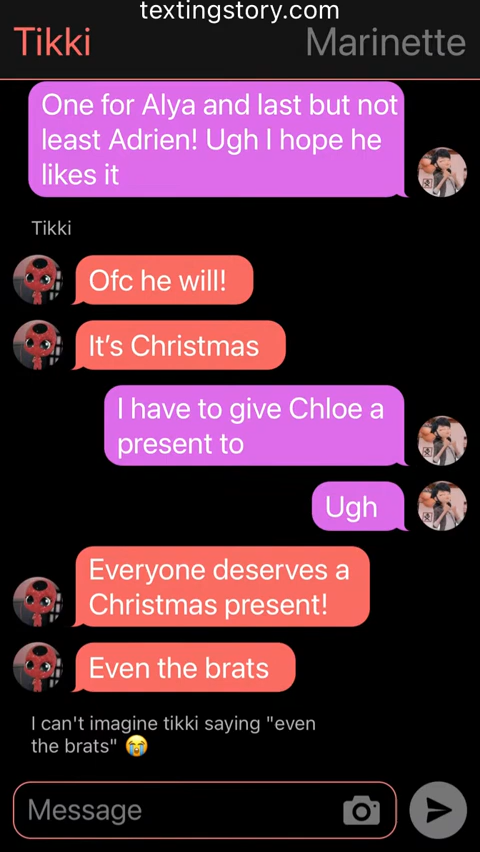 textingstory.com
Tikki
Marinette
One for Alya and last but not
least Adrien! Ugh I hope he
likes it
Tikki
Ofc he will!
It’s Christmas
I have to give Chloe a
present to
Ugh
Everyone deserves a
Christmas present!
Even the brats
I can't imagine tikki saying "even
the brats" 😭
Message